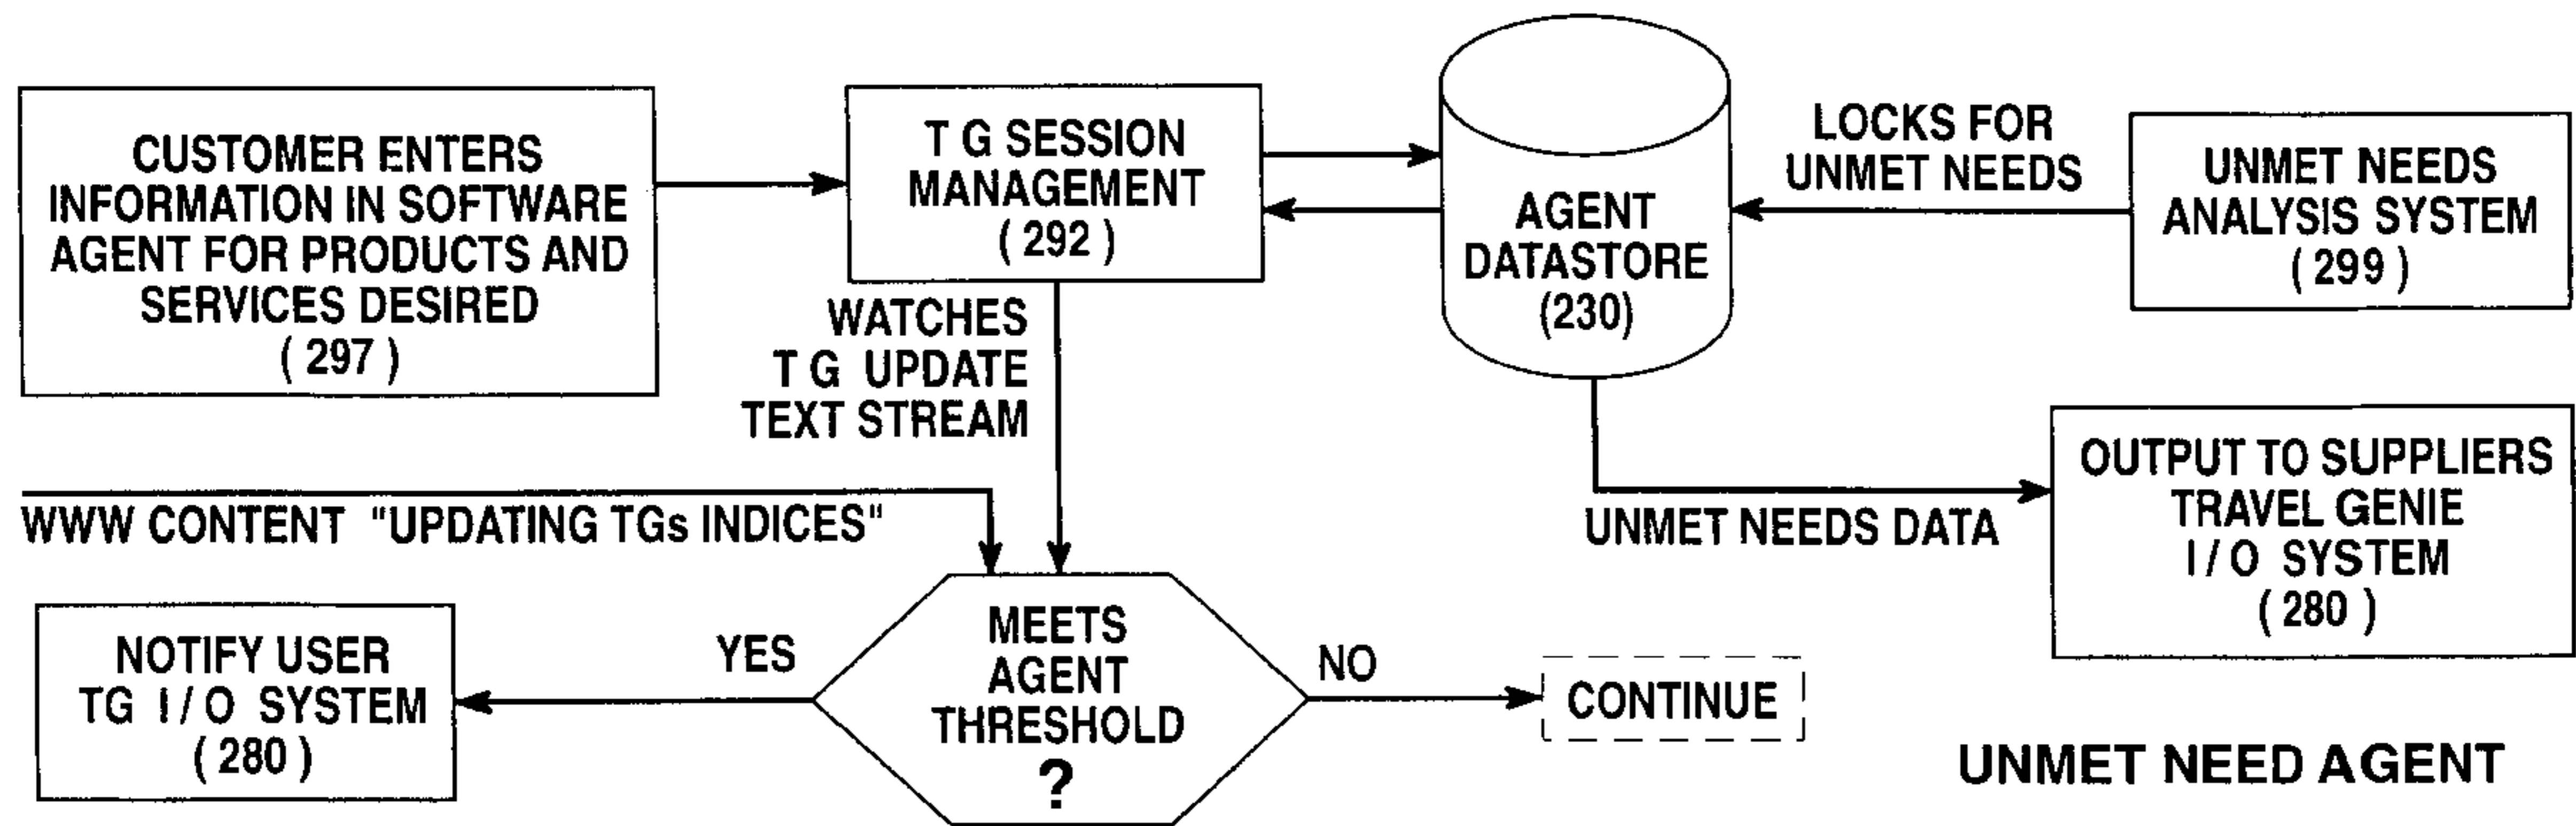 CUSTOMER ENTERS
INFORMATION IN SOFTWARE
AGENT FOR PRODUCTS AND
SERVICES DESIRED
( 297 )
T G SESSION
MANAGEMENT
( 292 )
AGENT
DATASTORE
(230)
LOCKS FOR
UNMET NEEDS
UNMET NEEDS
ANALYSIS SYSTEM
( 299 )
WATCHES
T G UPDATE
TEXT STREAM
WWW CONTENT "UPDATING TGs INDICES"
UNMET NEEDS DATA
OUTPUT TO SUPPLIERS
TRAVEL GENIE
I / O SYSTEM
( 280 )
NOTIFY USER
TG I / O SYSTEM
( 280 )
YES
MEETS
AGENT
THRESHOLD
?
NO
CONTINUE
UNMET NEED AGENT